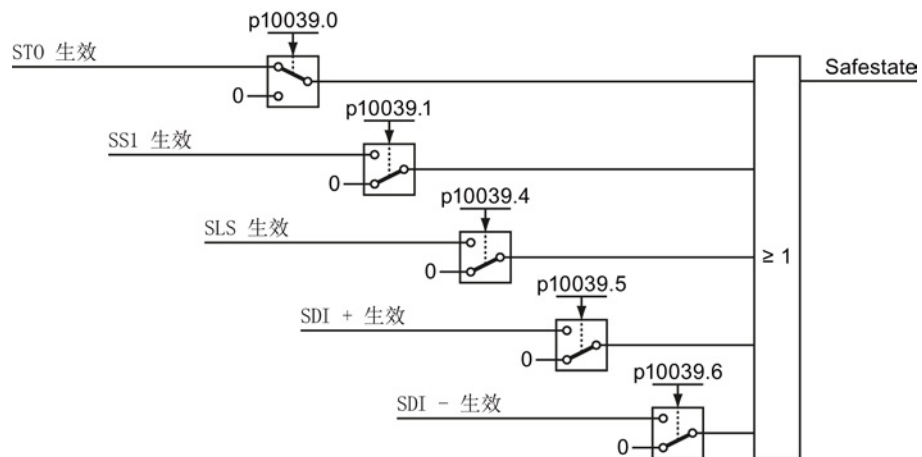 p10039.0
STO 生效
Safestate
0
p10039.1
SS1 生效
0
p10039.4
SLS 生效
0
≥ 1
p10039.5
SDI + 生效
0
p10039.6
SDI - 生效
0